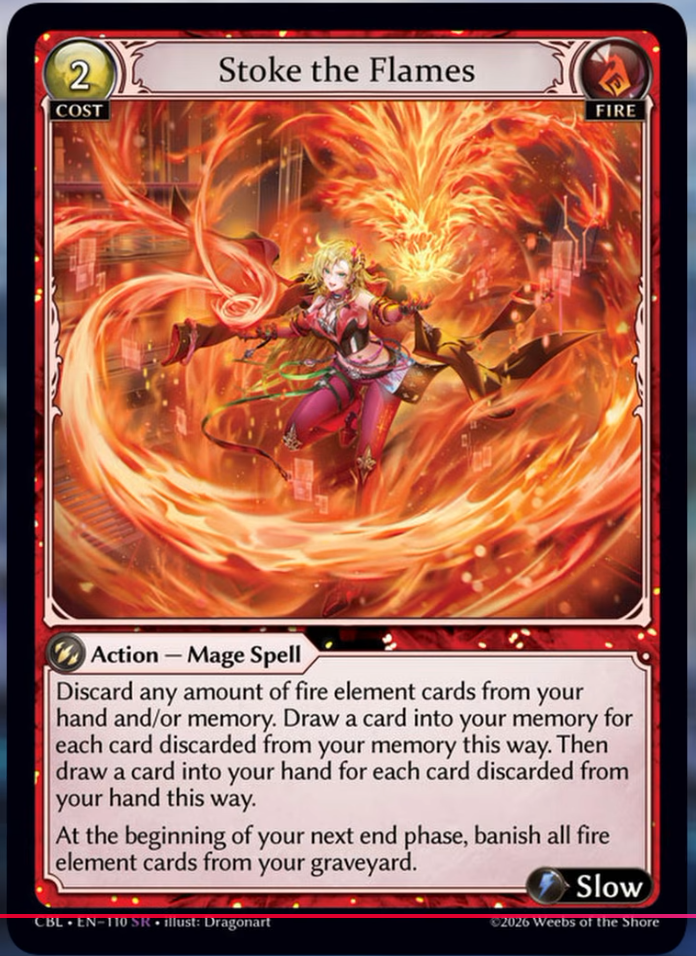 2
Stoke the Flames
COST
FIRE
Action — Mage Spell
Discard any amount of fire element cards from your
hand and/or memory. Draw a card into your memory for
each card discarded from your memory this way. Then
draw a card into your hand for each card discarded from
your hand this way.
At the beginning of your next end phase, banish all fire
element cards from your graveyard.
Slow
CBL • EN-110 SR • illust: Dragonart
©2026 Weebs of the Shore